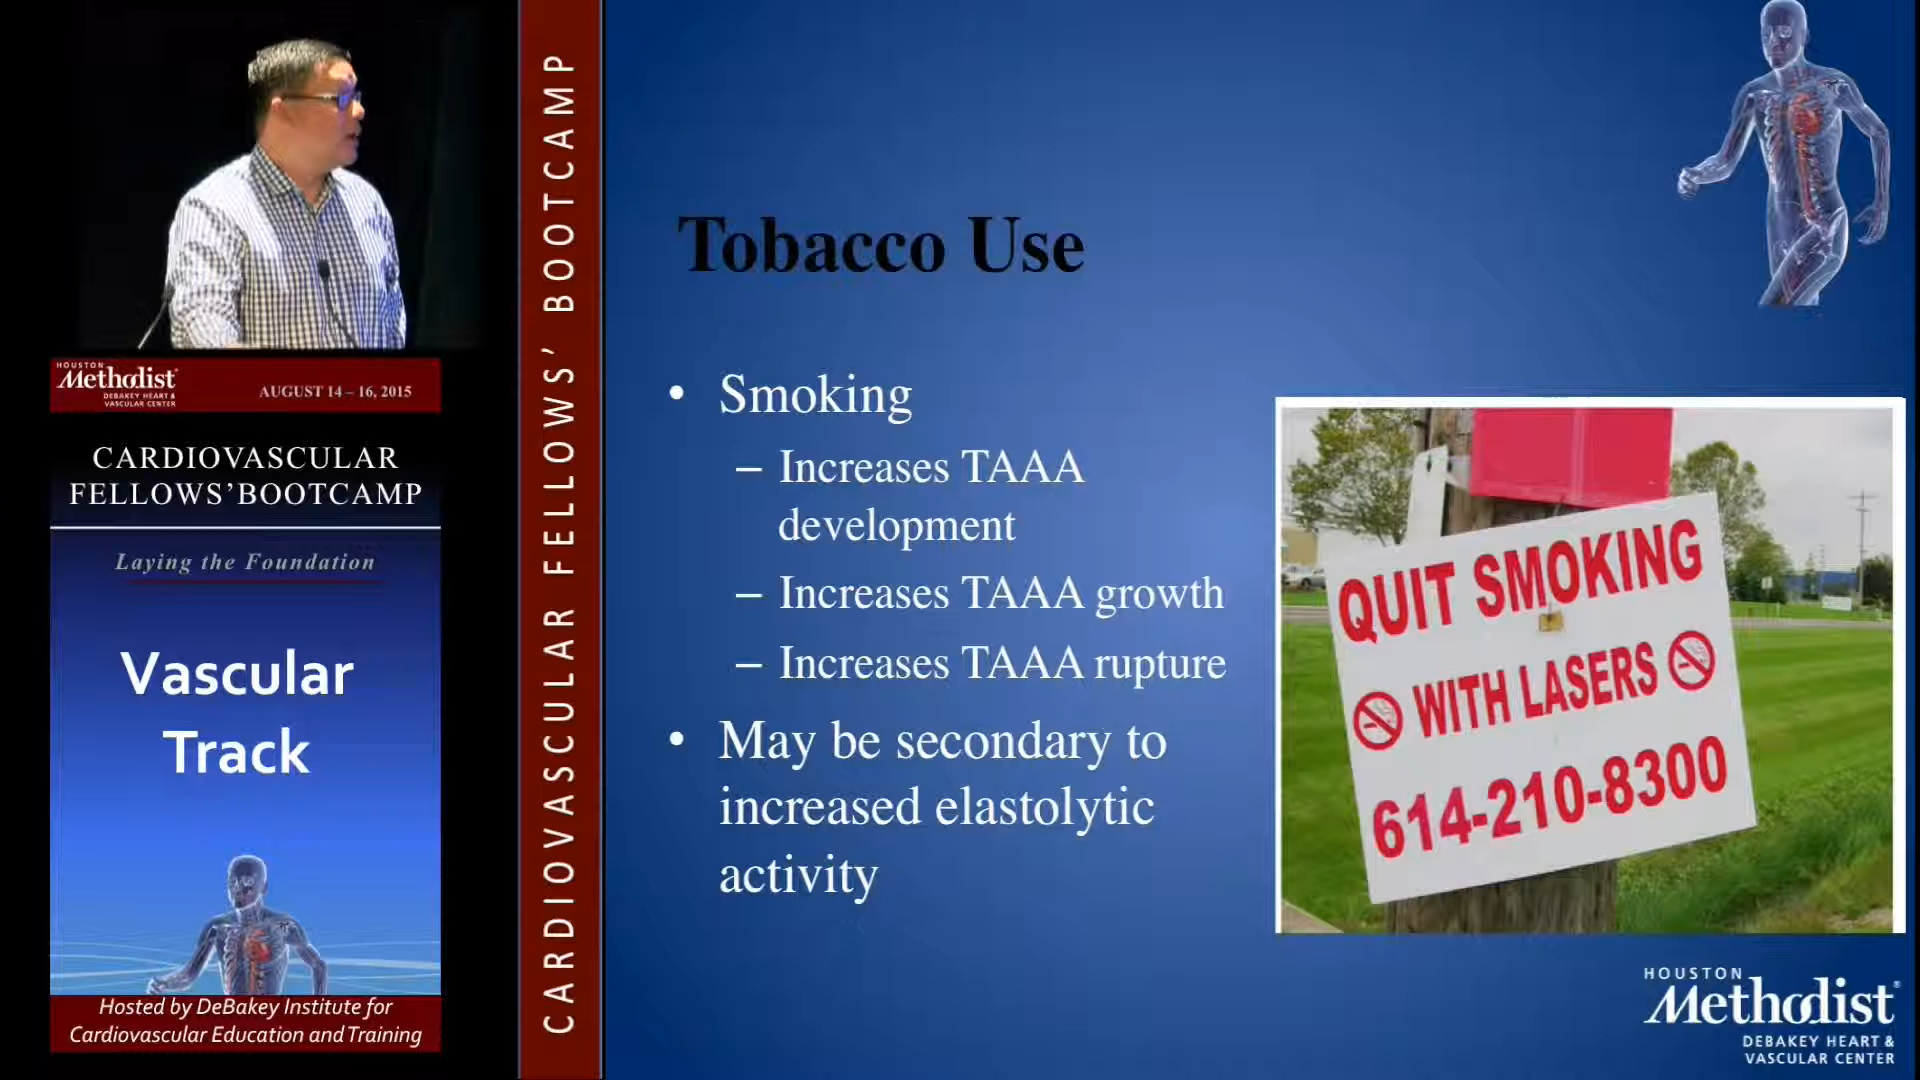 HOUSTON
Methodist
DEBAKEY HEART &
VASCULAR CENTER
AUGUST 14 – 16, 2015
CARDIOVASCULAR
FELLOWS’BOOTCAMP
Laying the Foundation
Vascular
Track
Hosted by DeBakey Institute for
Cardiovascular Education and Training
CARDIOVASCULAR FELLOWS’ BOOTCAMP
Tobacco Use
• Smoking
– Increases TAAA
development
– Increases TAAA growth
– Increases TAAA rupture
• May be secondary to
increased elastolytic
activity
QUIT SMOKING
WITH LASERS
614-210-8300
HOUSTON
Methodist®
DEBAKEY HEART &
VASCULAR CENTER